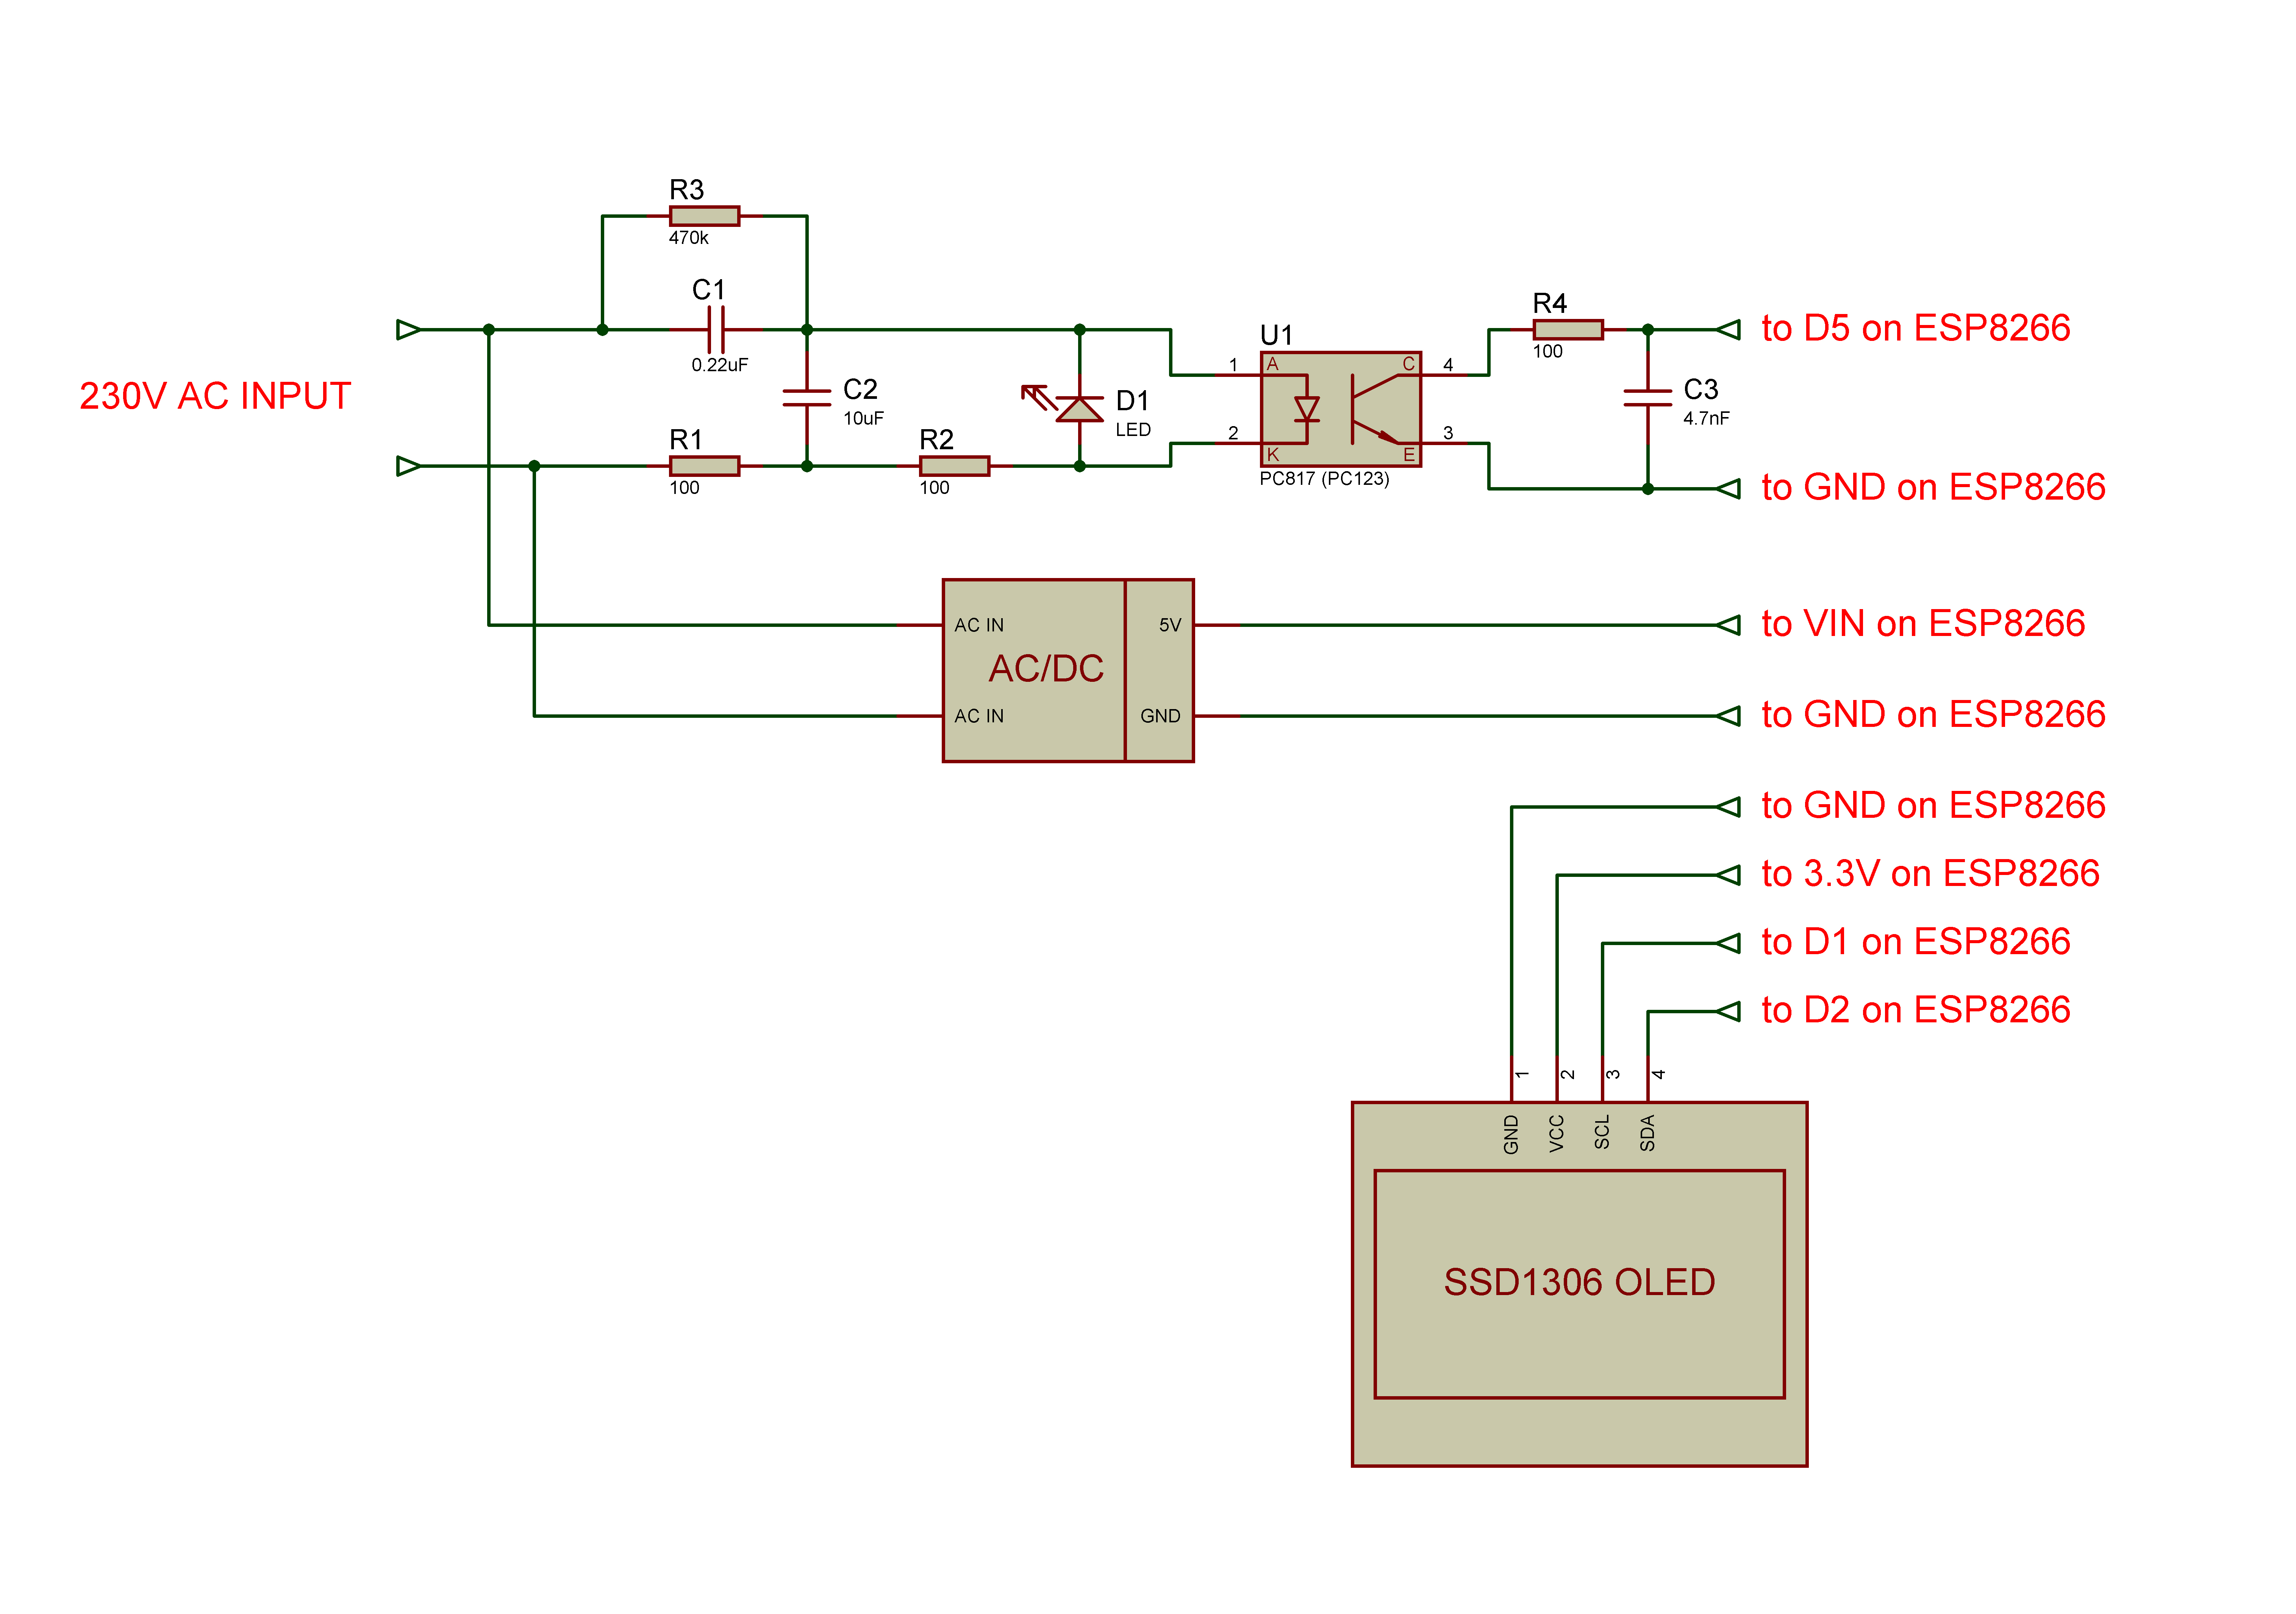 R3
470k
C1
0.22uF
230V AC INPUT
C2
10uF
R1
100
R2
100
D1
LED
U1
1
A
C
4
2
K
E
3
PC817 (PC123)
R4
100
C3
4.7nF
to D5 on ESP8266
to GND on ESP8266
AC IN
5V
AC/DC
AC IN
GND
to VIN on ESP8266
to GND on ESP8266
to GND on ESP8266
to 3.3V on ESP8266
to D1 on ESP8266
to D2 on ESP8266
1
2
3
4
GND
VCC
SCL
SDA
SSD1306 OLED